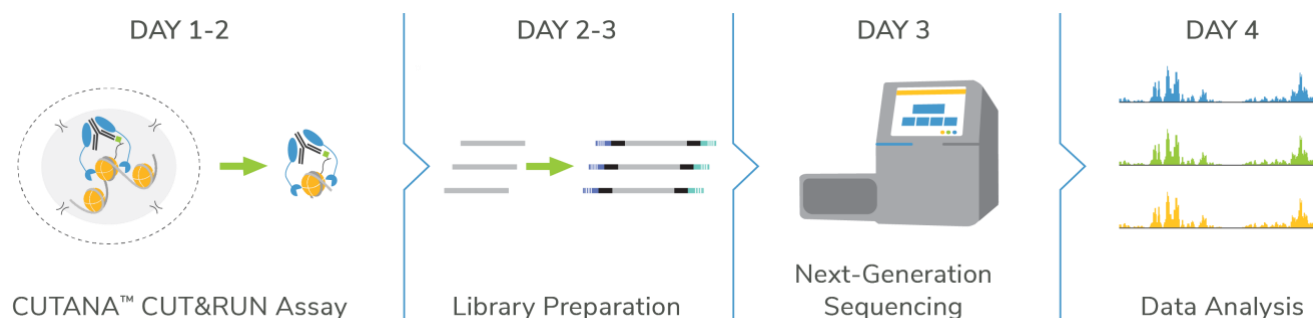 DAY 1-2
DAY 2-3
DAY 3
DAY 4
CUTANA™ CUT&RUN Assay
Library Preparation
Next-Generation
Sequencing
Data Analysis